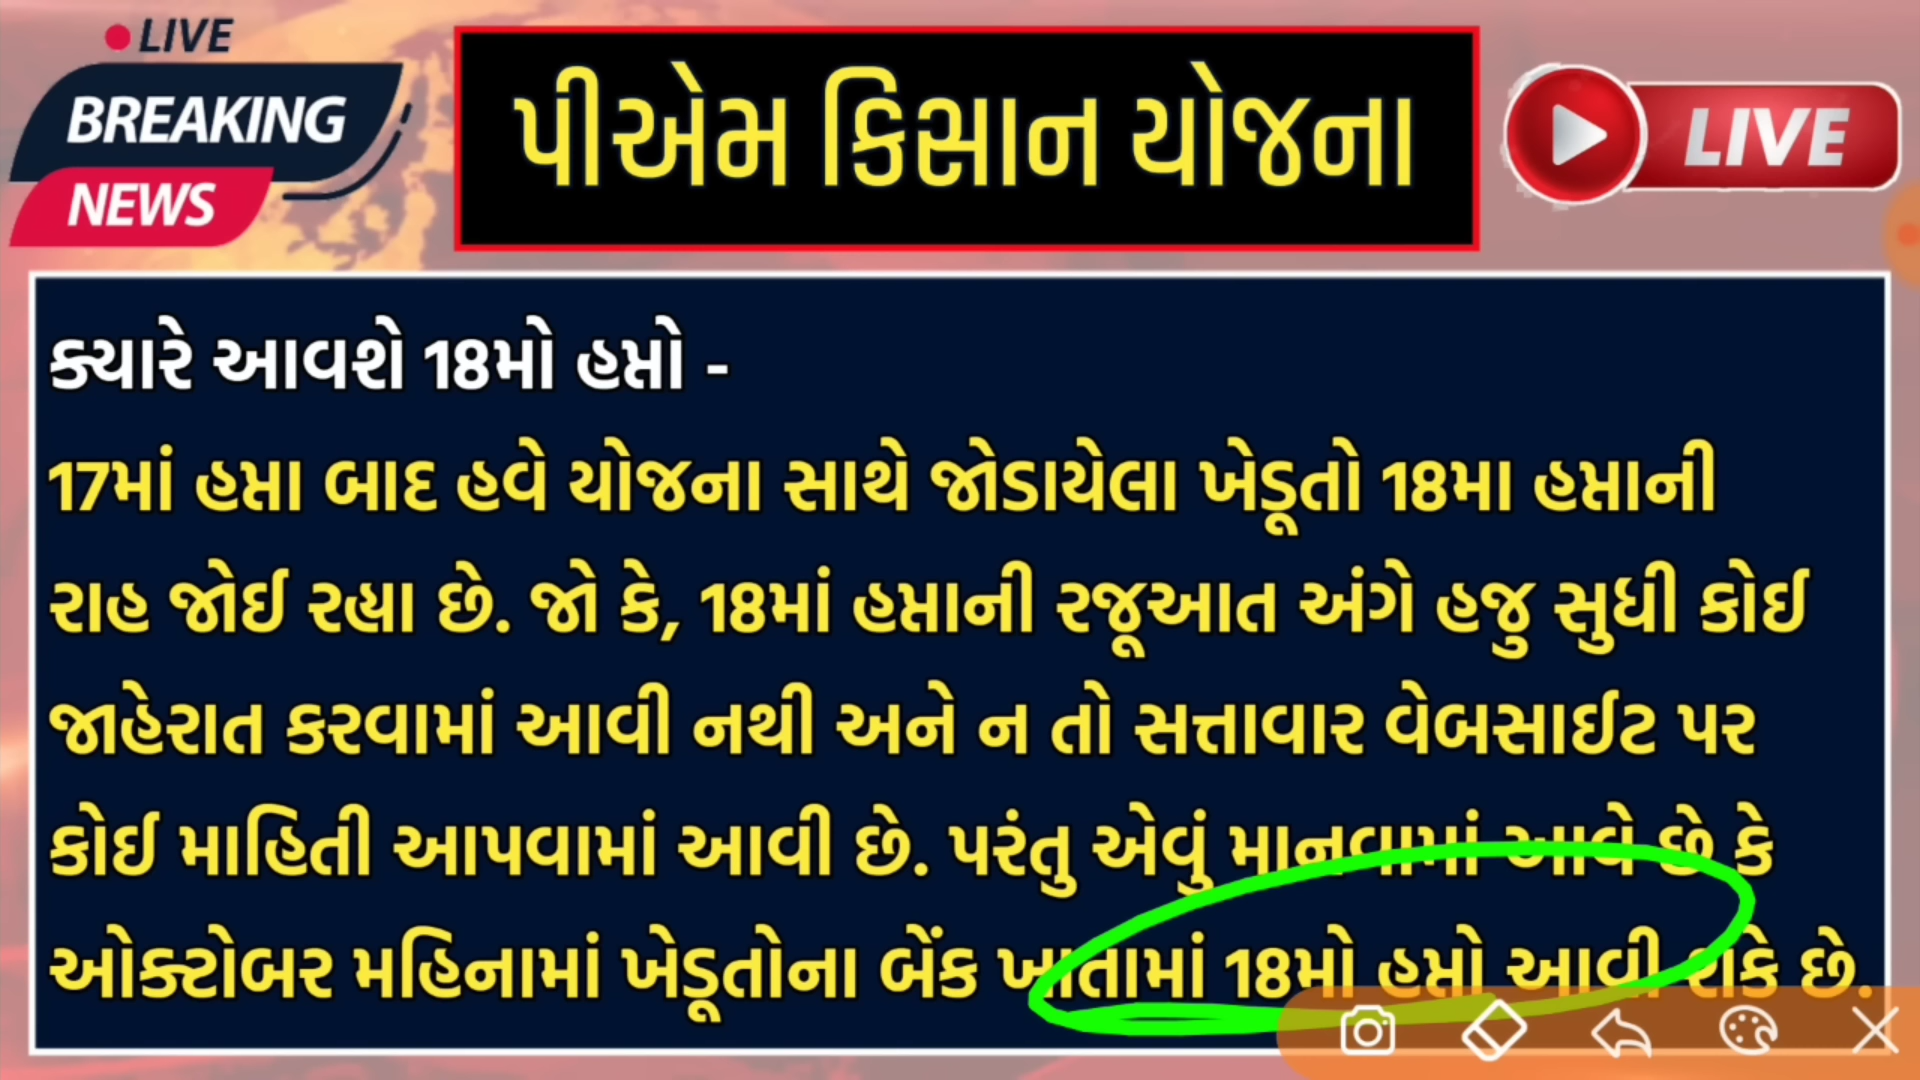 LIVE
BREAKING
NEWS
પીએમ કિસાન યોજના
LIVE
ક્યારે આવશે 18મો હપ્તો -
17માં હપ્તા બાદ હવે યોજના સાથે જોડાયેલા ખેડૂતો 18મા હપ્તાની
રાહ જોઈ રહ્યા છે. જો કે, 18માં હપ્તાની રજૂઆત અંગે હજુ સુધી કોઈ
જાહેરાત કરવામાં આવી નથી અને ન તો સત્તાવાર વેબસાઈટ પર
કોઈ માહિતી આપવામાં આવી છે. પરંતુ એવું માનવામાં આવે છે કે
ઓક્ટોબર મહિનામાં ખેડૂતોના બેંક ખાતામાં 18મો હપ્તો આવી શકે છે.